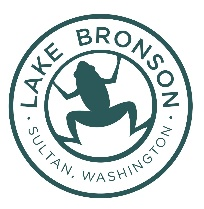 LAKE BRONSON
· SULTAN, WASHINGTON ·